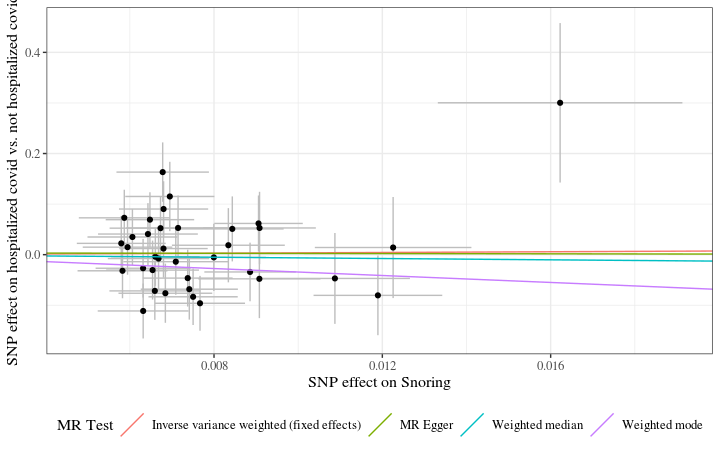 SNP effect on hospitalized covid vs. not hospitalized covid
0.4
0.2
0.0
0.008
0.012
0.016
SNP effect on Snoring
MR Test
Inverse variance weighted (fixed effects)
MR Egger
Weighted median
Weighted mode